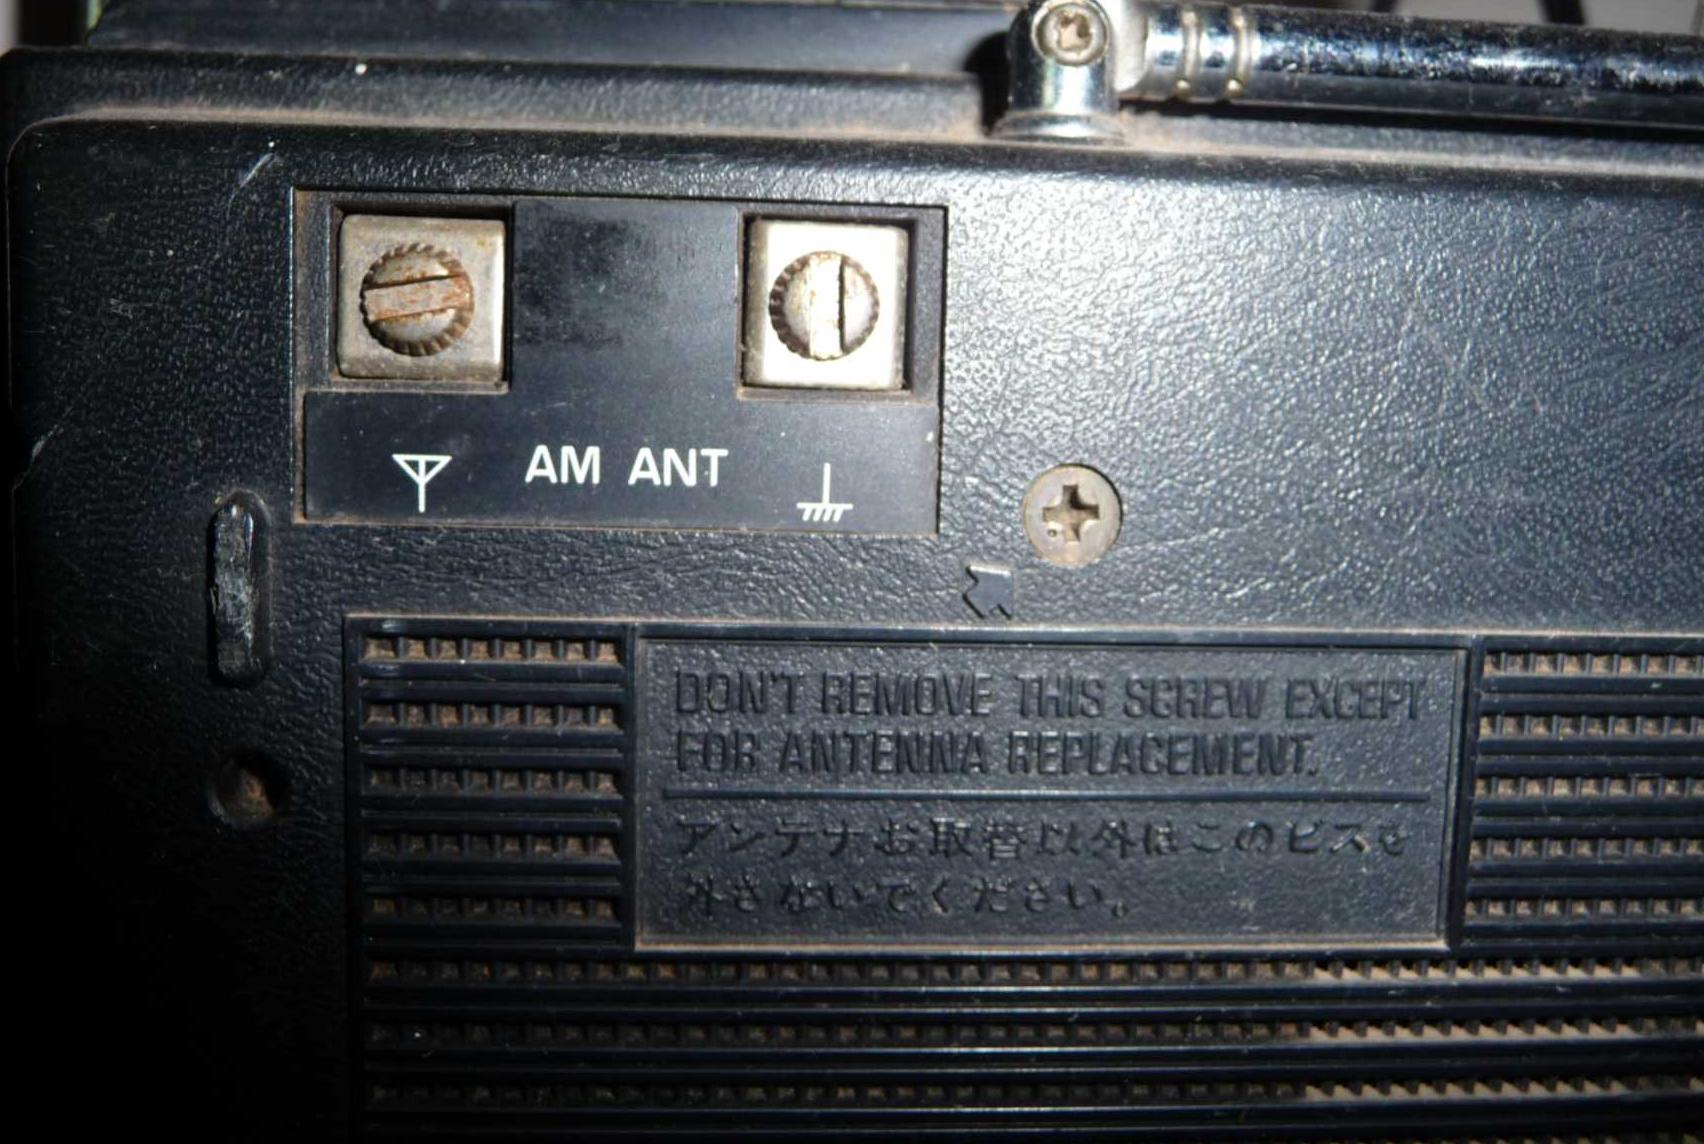 AM ANT
DON'T REMOVE THIS SCREW EXCEPT
FOR ANTENNA REPLACEMENT.
アンテナお取替以外はこのビスを
外さないでください。